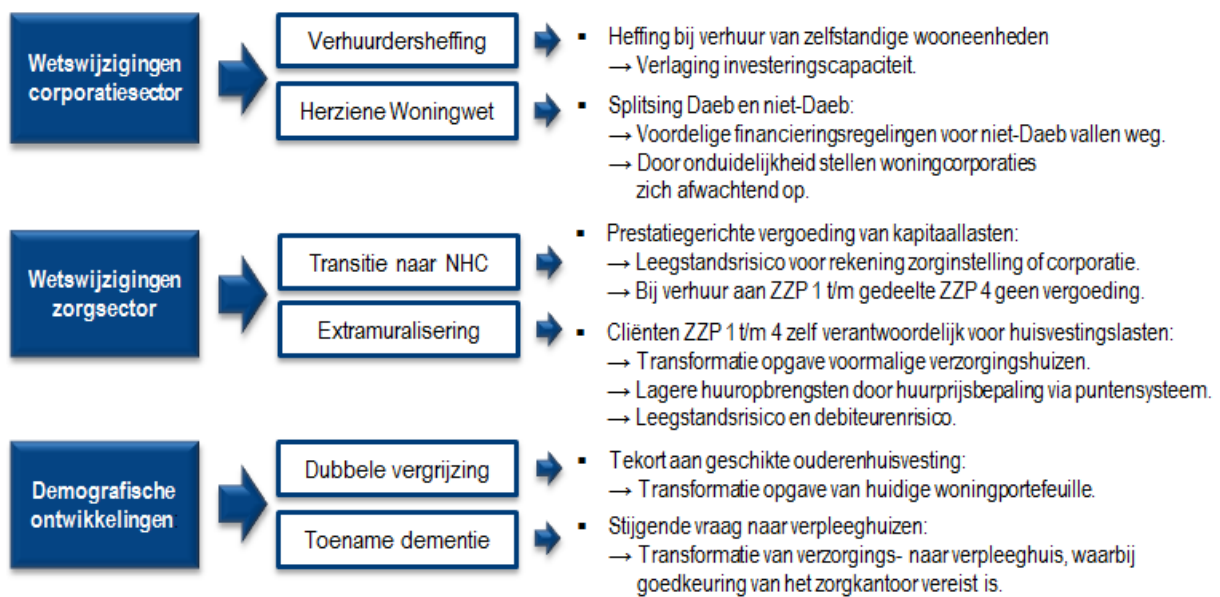 Wetswijzigingen
corporatiesector
Verhuurdersheffing
▪ Heffing bij verhuur van zelfstandige wooneenheden
→ Verlaging investeringscapaciteit.
Herziene Woningwet
▪ Splitsing Daeb en niet-Daeb:
→ Voordelige financieringsregelingen voor niet-Daeb vallen weg.
→ Door onduidelijkheid stellen woningcorporaties
zich afwachtend op.
Wetswijzigingen
zorgsector
Transitie naar NHC
▪ Prestatiegerichte vergoeding van kapitaallasten:
→ Leegstandsrisico voor rekening zorginstelling of corporatie.
→ Bij verhuur aan ZZP 1 t/m gedeelte ZZP 4 geen vergoeding.
Extramuralisering
▪ Cliënten ZZP 1 t/m 4 zelf verantwoordelijk voor huisvestingslasten:
→ Transformatie opgave voormalige verzorgingshuizen.
→ Lagere huuropbrengsten door huurprijsbepaling via puntensysteem.
→ Leegstandsrisico en debiteurenrisico.
Demografische
ontwikkelingen
Dubbele vergrijzing
▪ Tekort aan geschikte ouderenhuisvesting:
→ Transformatie opgave van huidige woningportefeuille.
Toename dementie
▪ Stijgende vraag naar verpleeghuizen:
→ Transformatie van verzorgings- naar verpleeghuis, waarbij
goedkeuring van het zorgkantoor vereist is.